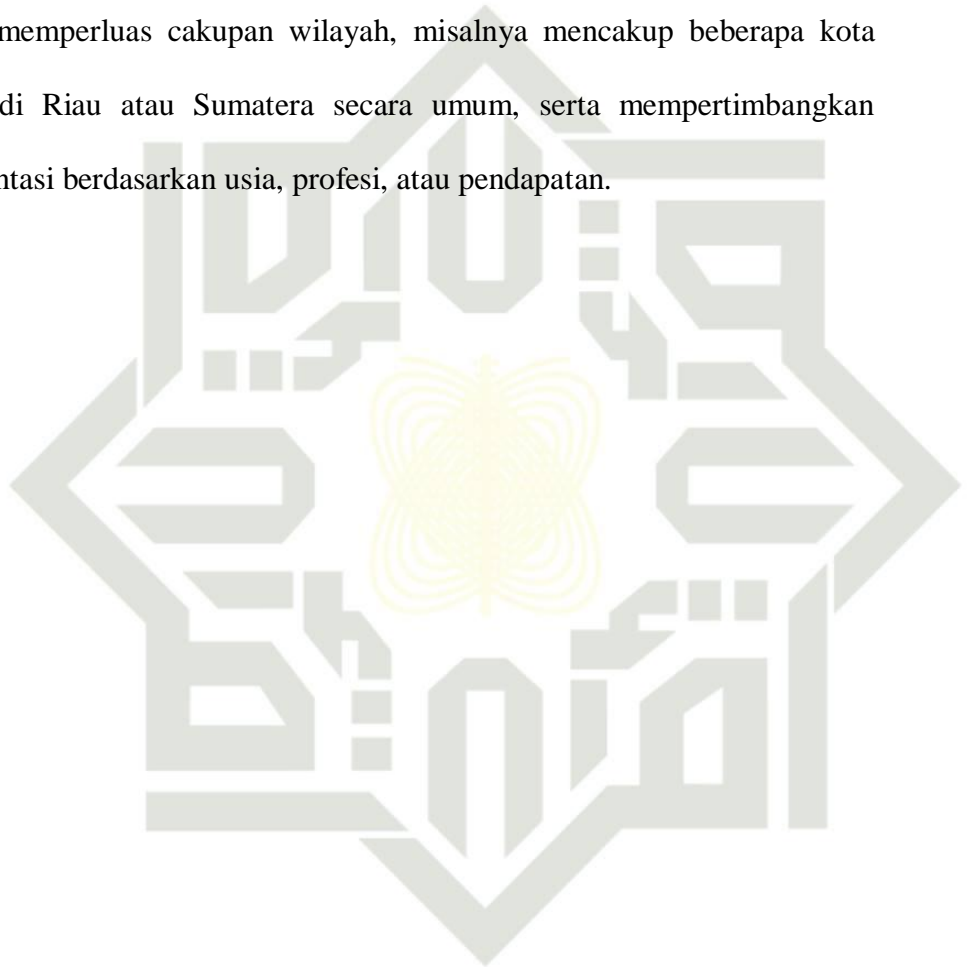 memperluas cakupan wilayah, misalnya mencakup beberapa kota
di Riau atau Sumatera secara umum, serta mempertimbangkan
ntasi berdasarkan usia, profesi, atau pendapatan.